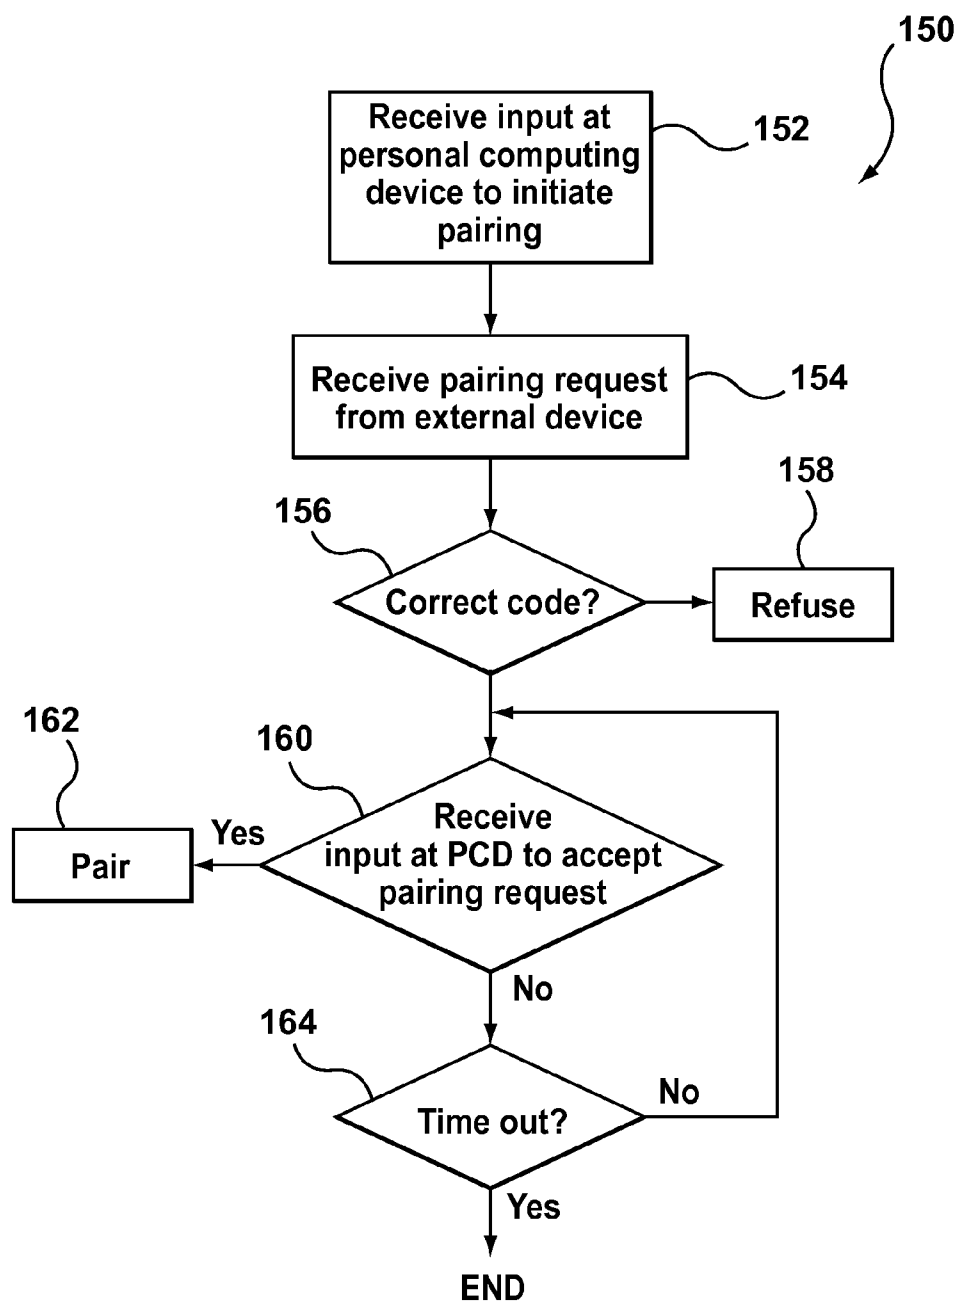 150
Receive input at
personal computing
device to initiate
pairing
152
Receive pairing request
from external device
154
156
Correct code?
158
Refuse
160
Receive
input at PCD to accept
pairing request
Yes
162
Pair
No
164
Time out?
No
Yes
END